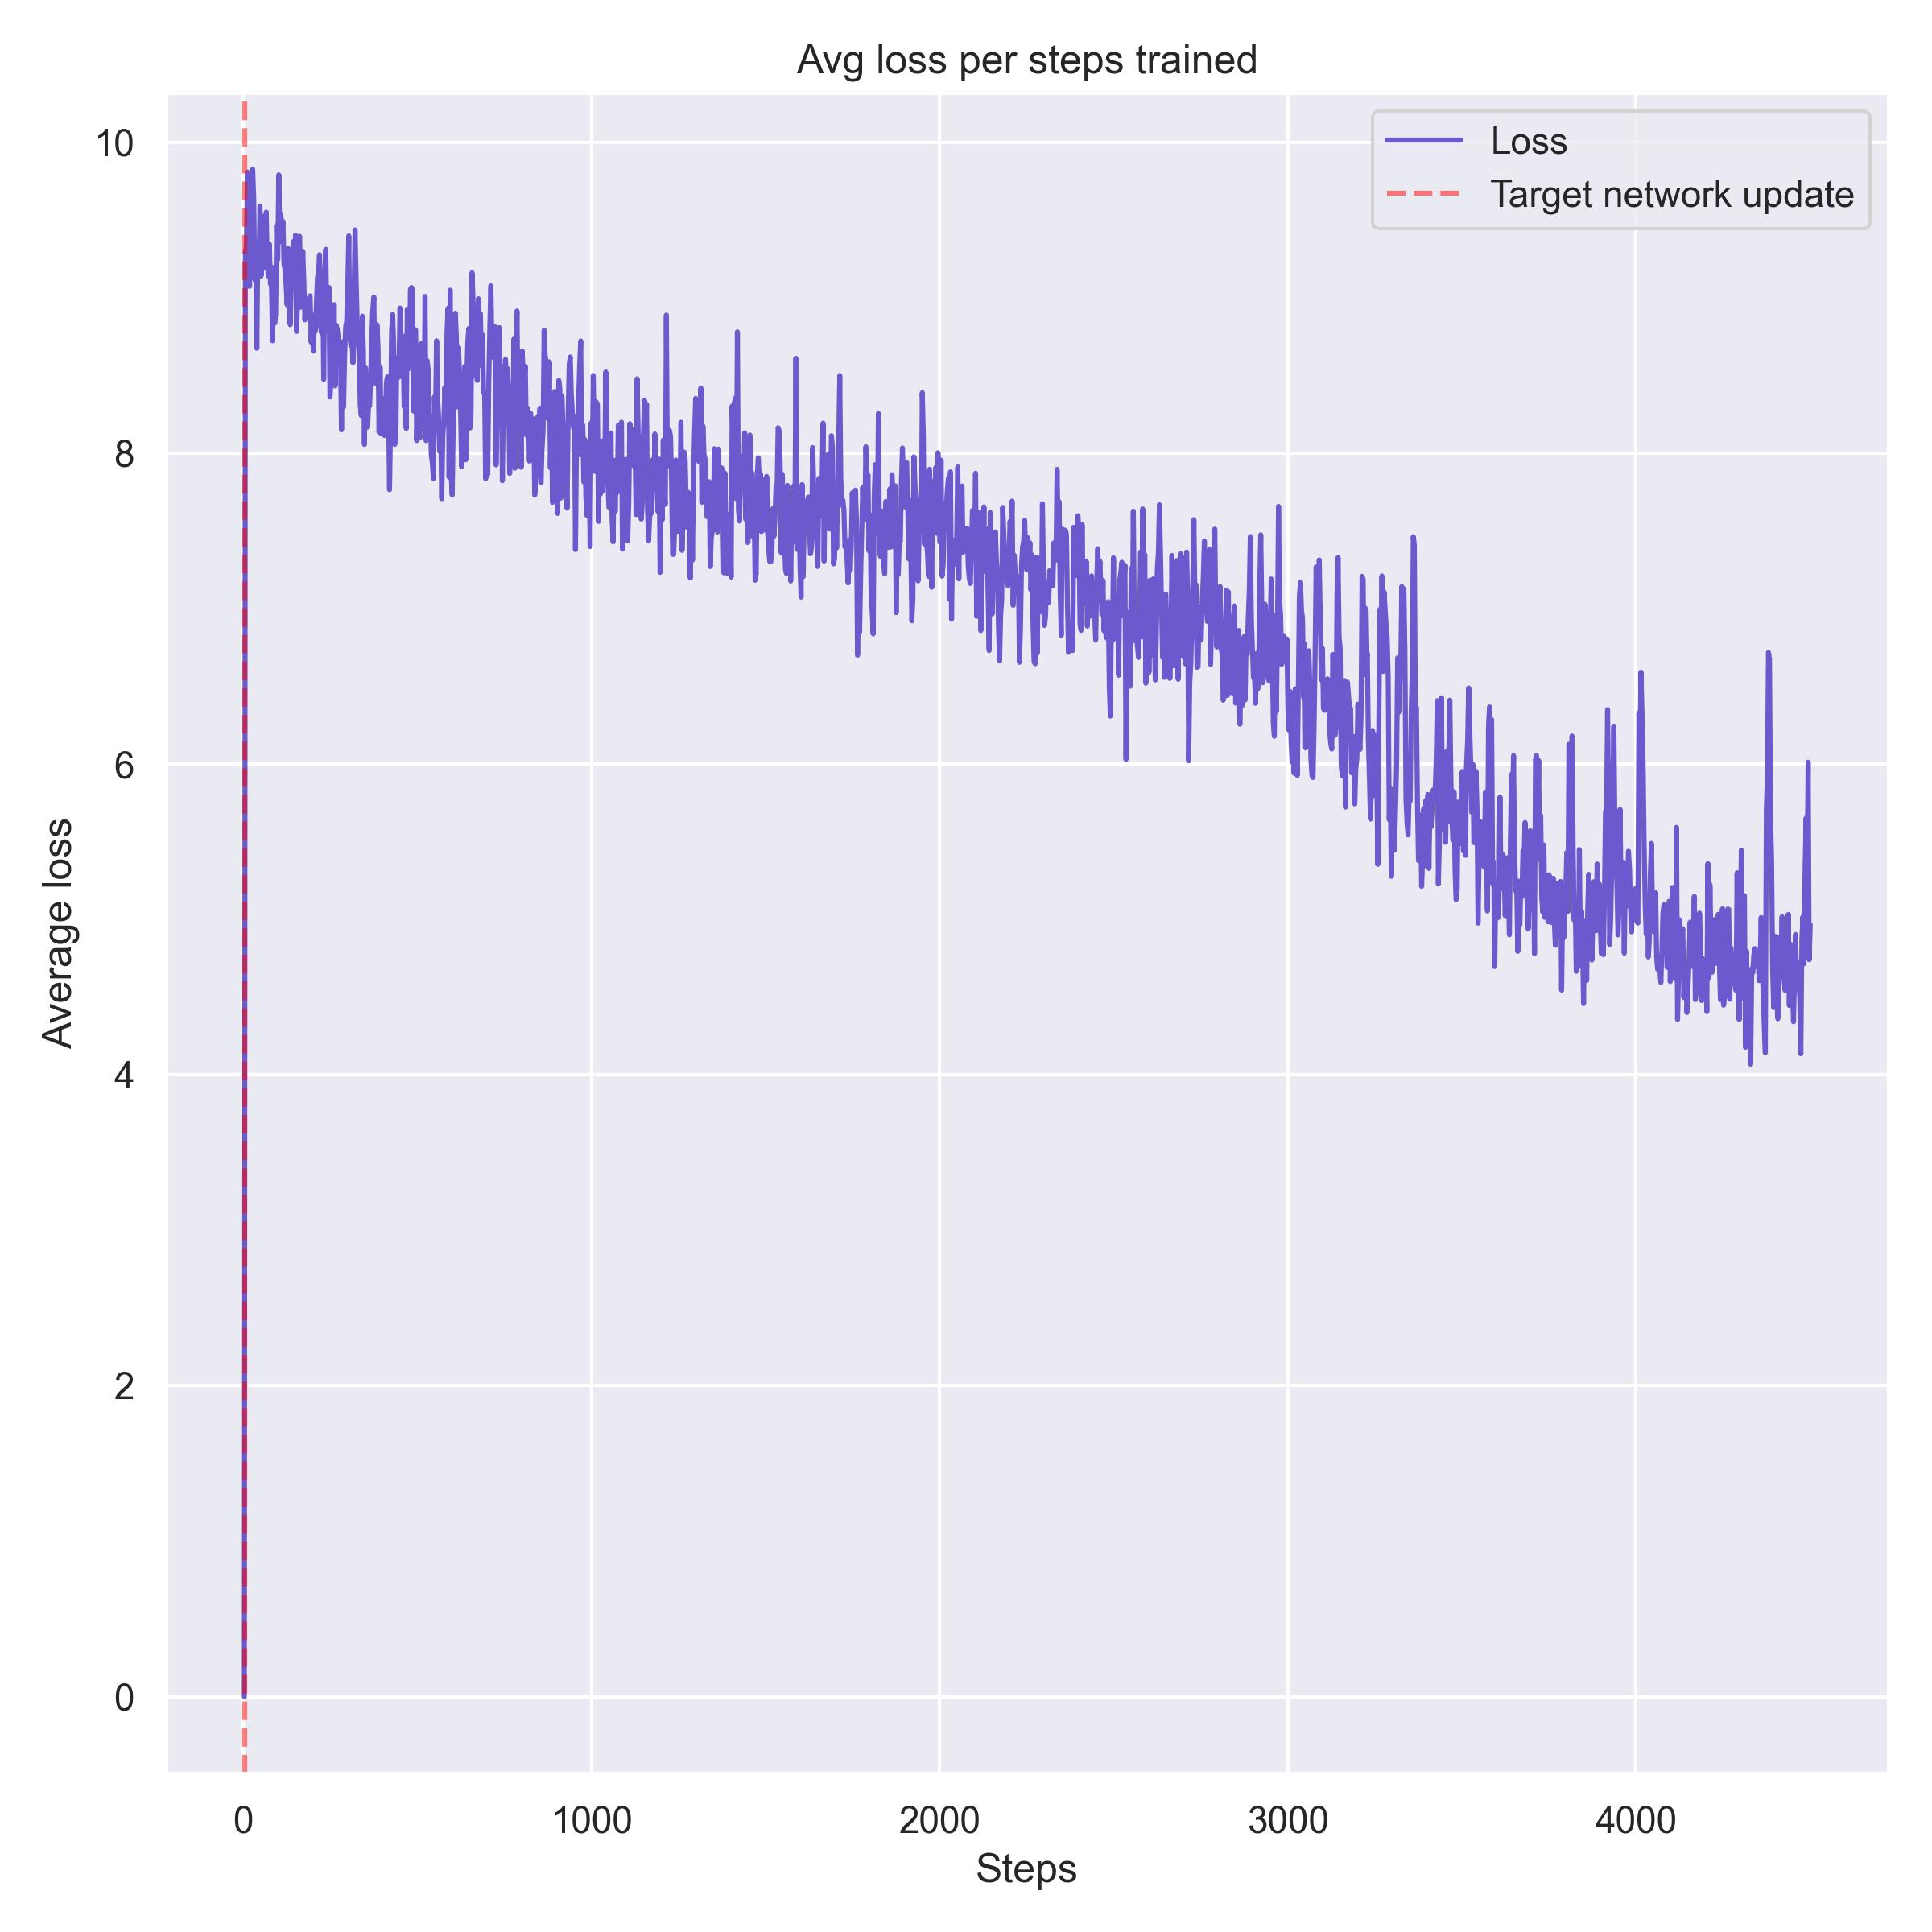 Avg loss per steps trained
Loss
Target network update
10
8
6
4
2
0
Average loss
0 1000 2000 3000 4000
Steps